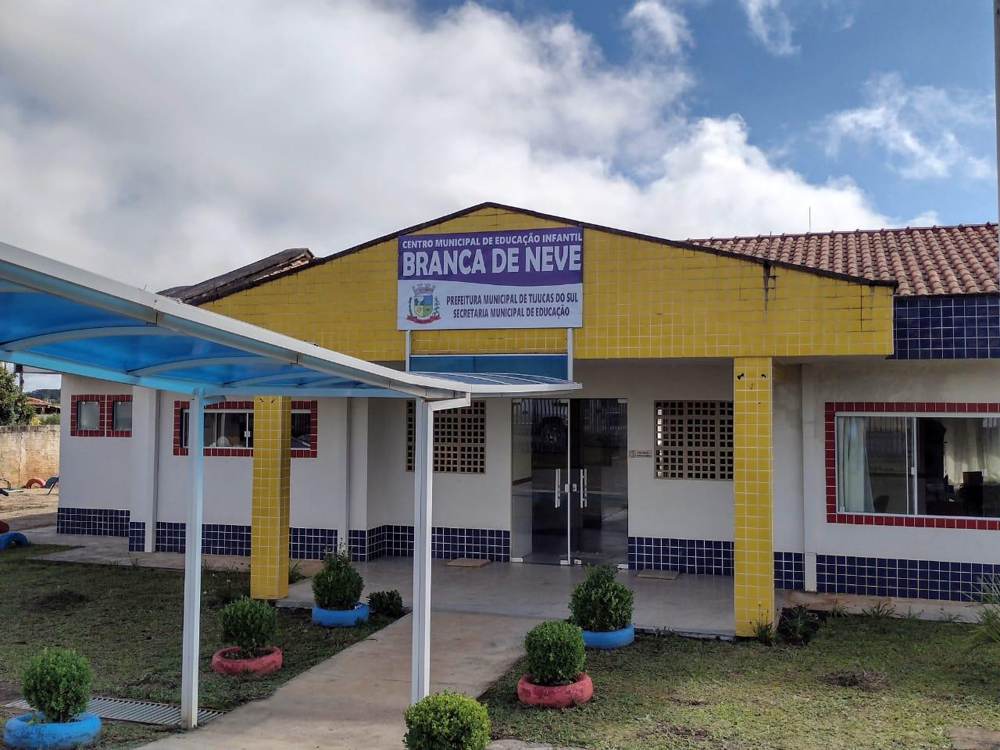 CENTRO MUNICIPAL DE EDUCAÇÃO INFANTIL
BRANCA DE NEVE
PREFEITURA MUNICIPAL DE TIJUCAS DO SUL
SECRETARIA MUNICIPAL DE EDUCAÇÃO